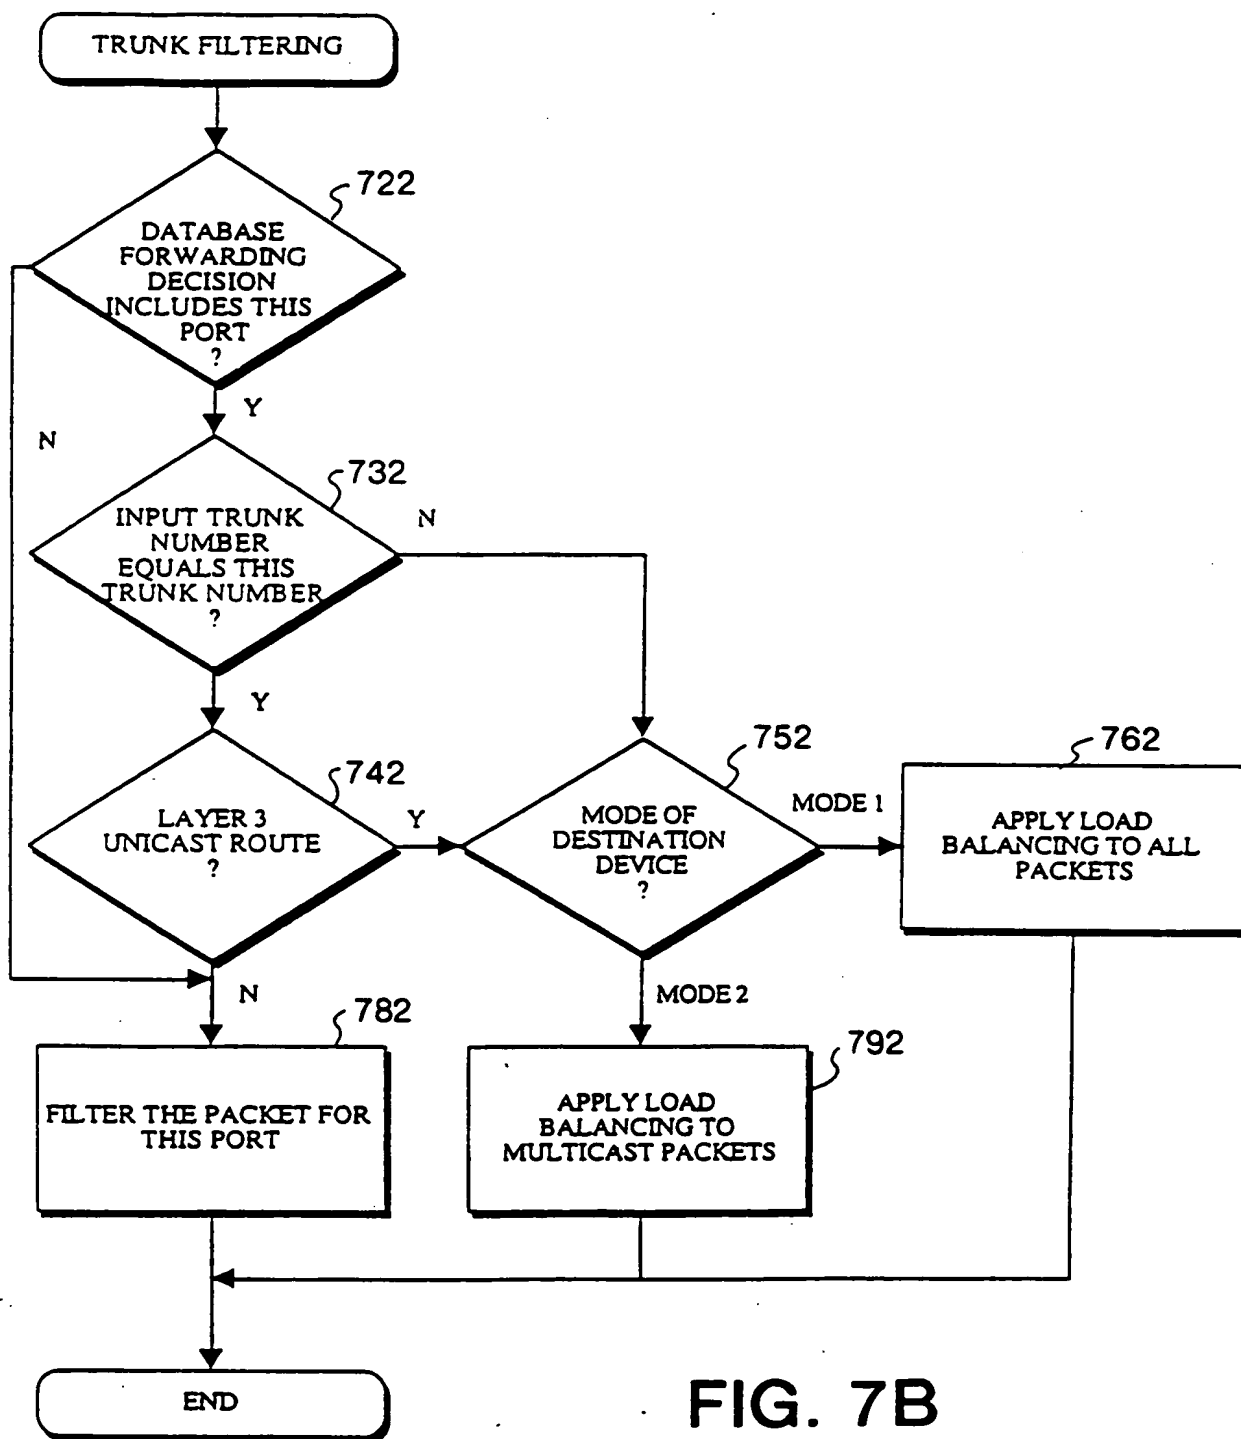 TRUNK FILTERING
722
DATABASE
FORWARDING
DECISION
INCLUDES THIS
PORT
?
Y
N
732
INPUT TRUNK
NUMBER
EQUALS THIS
TRUNK NUMBER
?
N
Y
742
LAYER 3
UNICAST ROUTE
?
Y
N
752
MODE OF
DESTINATION
DEVICE
?
MODE 1
MODE 2
762
APPLY LOAD
BALANCING TO ALL
PACKETS
782
FILTER THE PACKET FOR
THIS PORT
792
APPLY LOAD
BALANCING TO
MULTICAST PACKETS
END
FIG. 7B